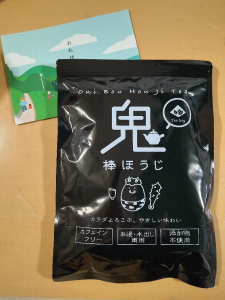 Oni Bou Hou Ji Tea
鬼
Tea bag
棒ほうじ
カラダよろこぶ、やさしい味わい
カフェイン
フリー
お湯・水出し
両用
添加物
不使用